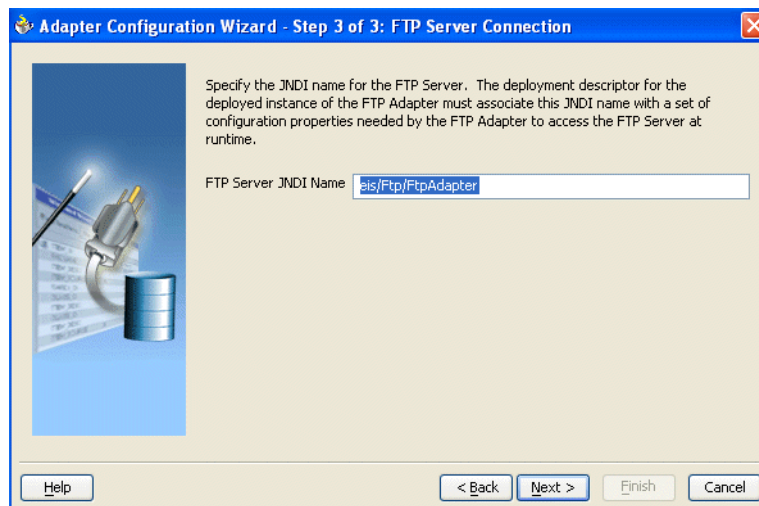 Adapter Configuration Wizard - Step 3 of 3: FTP Server Connection
Specify the JNDI name for the FTP Server. The deployment descriptor for the
deployed instance of the FTP Adapter must associate this JNDI name with a set of
configuration properties needed by the FTP Adapter to access the FTP Server at
runtime.
FTP Server JNDI Name eis/Ftp/FtpAdapter
Help < Back Next > Finish Cancel